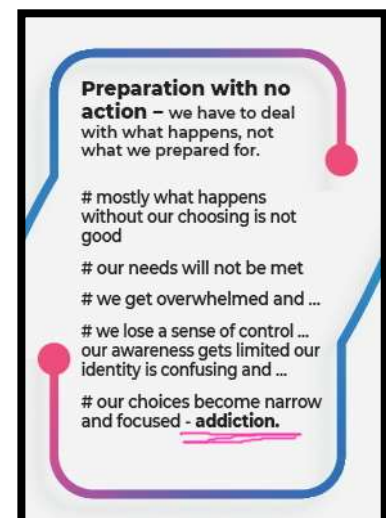 Preparation with no
action – we have to deal
with what happens, not
what we prepared for.
# mostly what happens
without our choosing is not
good
# our needs will not be met
# we get overwhelmed and ...
# we lose a sense of control ...
our awareness gets limited our
identity is confusing and ...
# our choices become narrow
and focused - addiction.